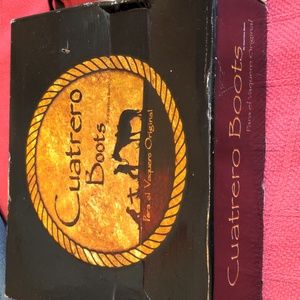 Cuatrero
Boots
Para el Vaquero Original
Cuatrero Boots
Para el Vaquero Original